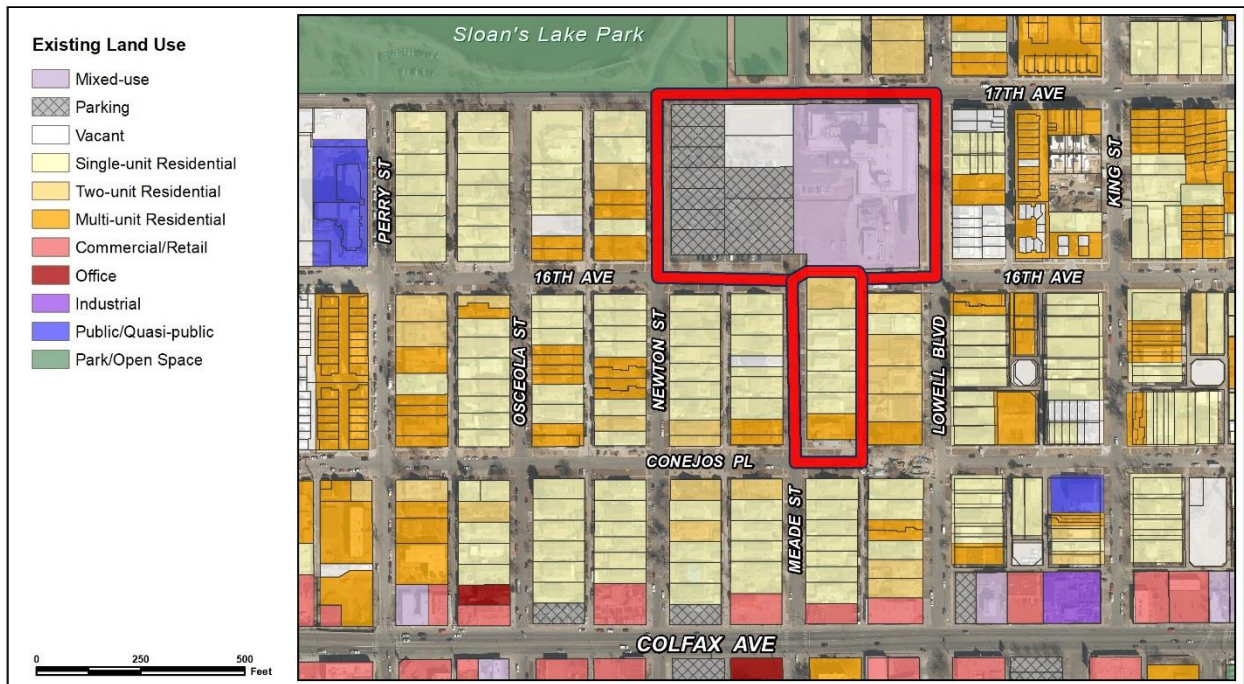 Existing Land Use
Mixed-use
Parking
Vacant
Single-unit Residential
Two-unit Residential
Multi-unit Residential
Commercial/Retail
Office
Industrial
Public/Quasi-public
Park/Open Space
0 250 500
Feet
Sloan's Lake Park
17TH AVE
PERRY ST
KING ST
16TH AVE
16TH AVE
OSCEOLA ST
NEWTON ST
LOWELL BLVD
CONEJOS PL
MEADE ST
COLFAX AVE